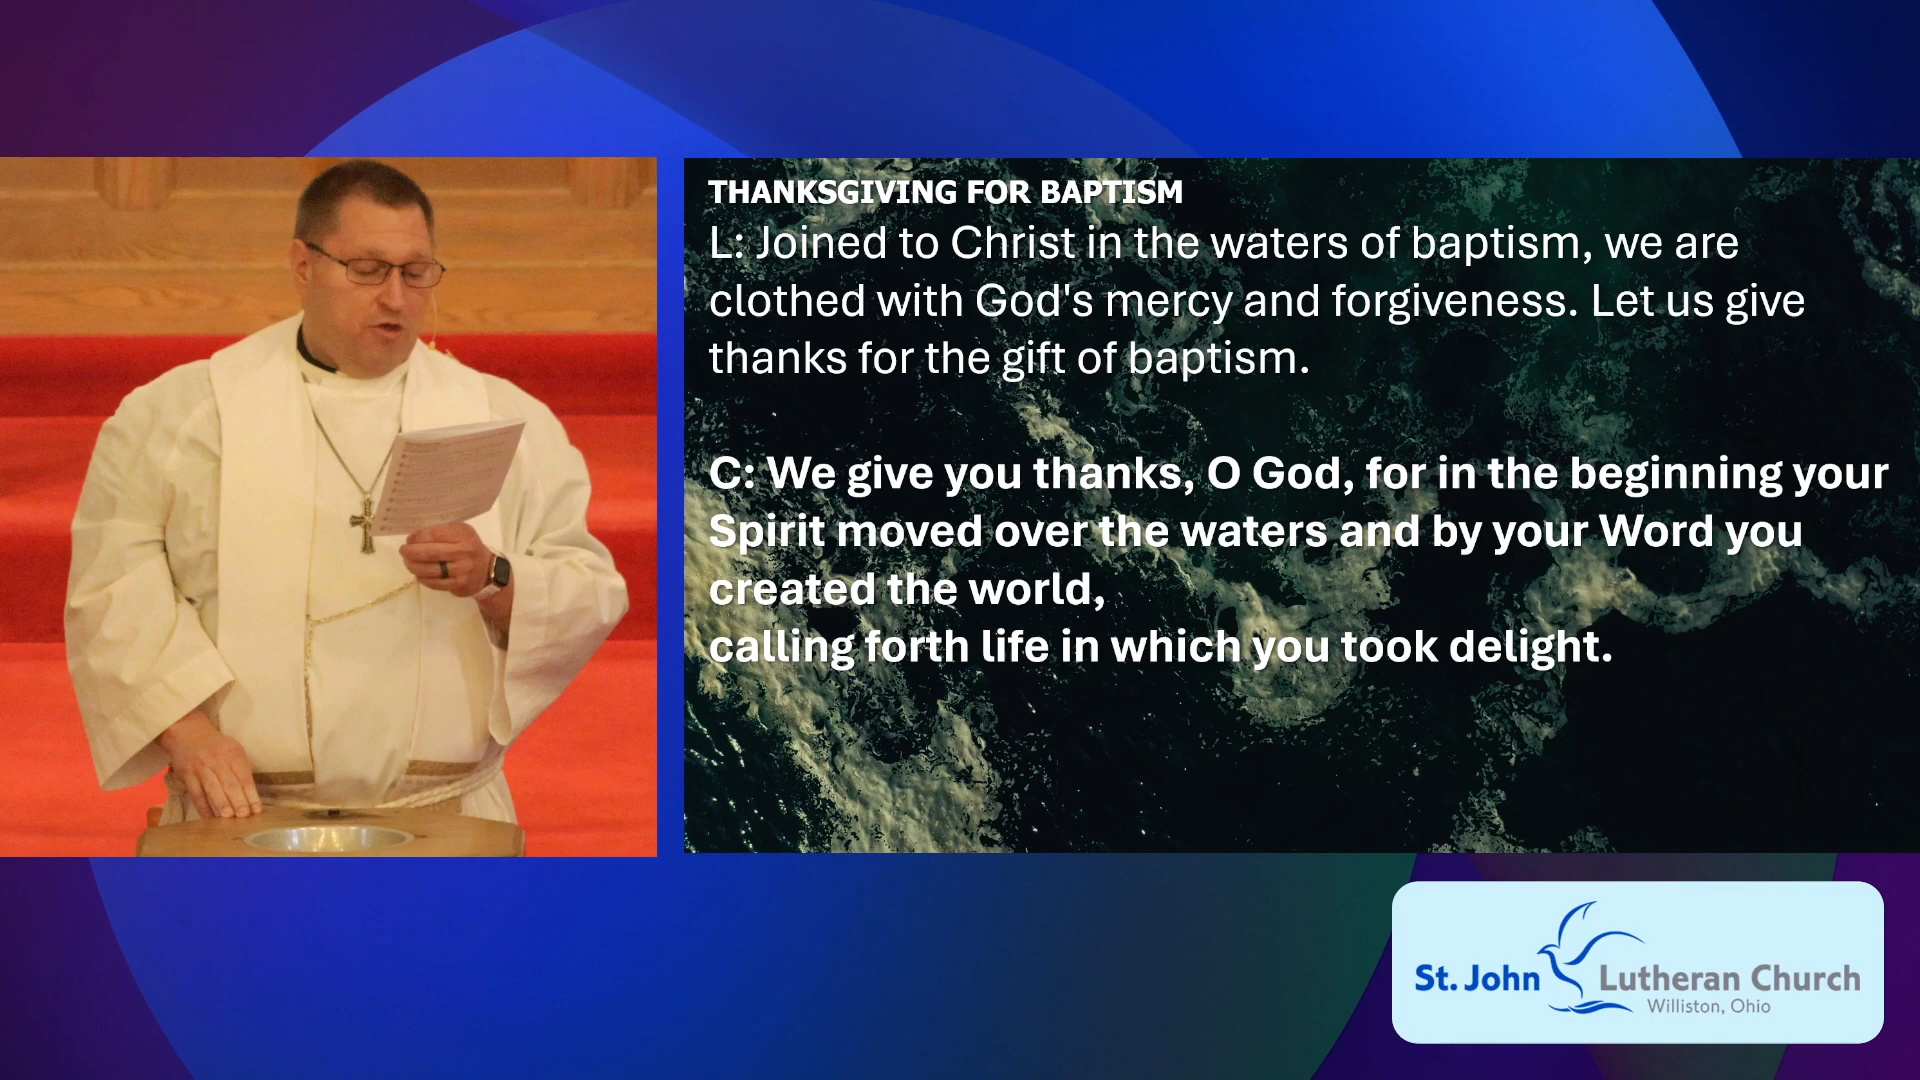 THANKSGIVING FOR BAPTISM
L: Joined to Christ in the waters of baptism, we are
clothed with God's mercy and forgiveness. Let us give
thanks for the gift of baptism.
C: We give you thanks, O God, for in the beginning your
Spirit moved over the waters and by your Word you
created the world,
calling forth life in which you took delight.
St. John Lutheran Church
Williston, Ohio